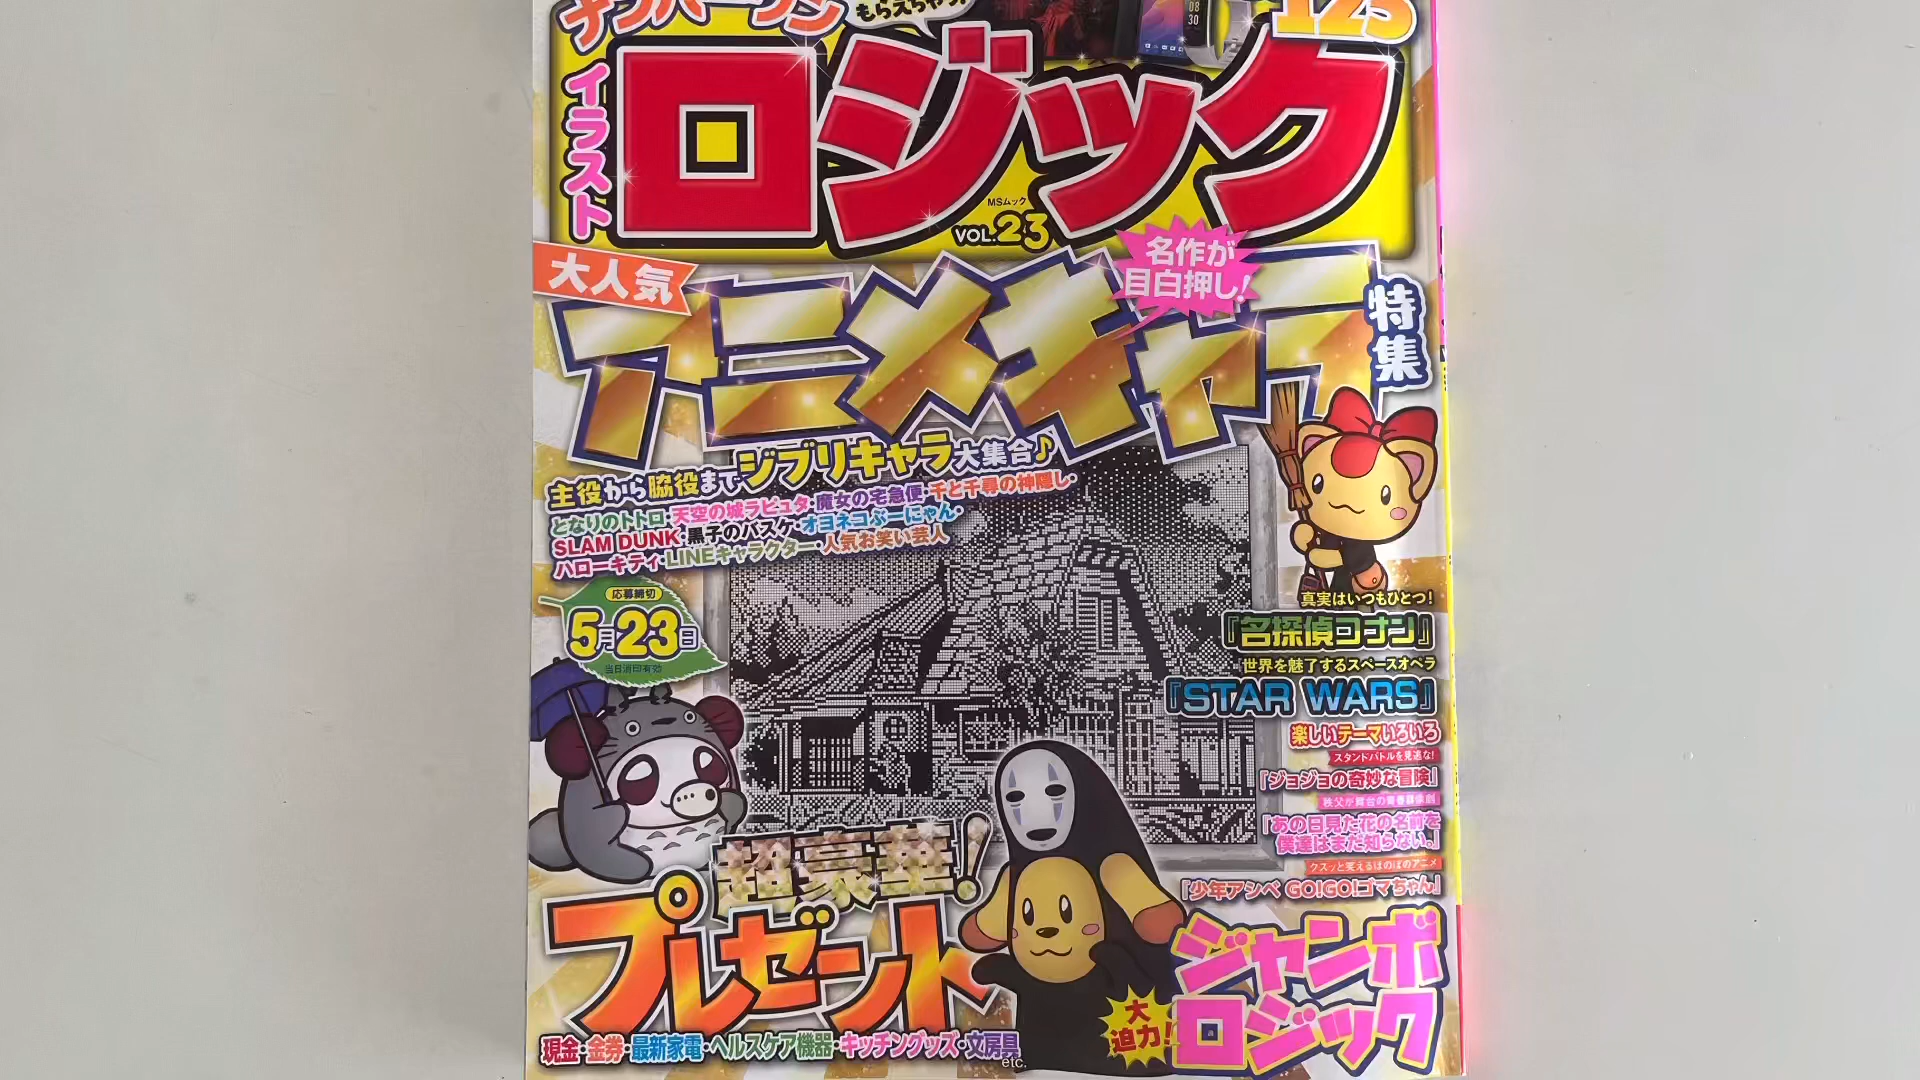 ナンバーワン
もらえちゃう!
08
30
123
イラスト
ロジック
MSムック
VOL.23
名作が
目白押し!
大人気
アニメキャラ
特集
主役から脇役までジブリキャラ大集合♪
となりのトトロ・天空の城ラピュタ・魔女の宅急便・千と千尋の神隠し・
SLAM DUNK・黒子のバスケ・オヨネコぶーにゃん・
ハローキティ・LINEキャラクター・人気お笑い芸人
応募締切
5月23日
当日消印有効
真実はいつもひとつ!
『名探偵コナン』
世界を魅了するスペースオペラ
『STAR WARS』
楽しいテーマいろいろ
スタンドバトルを見逃すな!
『ジョジョの奇妙な冒険』
秩父が舞台の青春群像劇
『あの日見た花の名前を
僕達はまだ知らない。』
クスッと笑えるほのぼのアニメ
『少年アシベ GO!GO!ゴマちゃん』
超豪華!
プレゼント
現金・金券・最新家電・ヘルスケア機器・キッチングッズ・文房具
etc.
大
迫力!
ジャンボ
ロジック